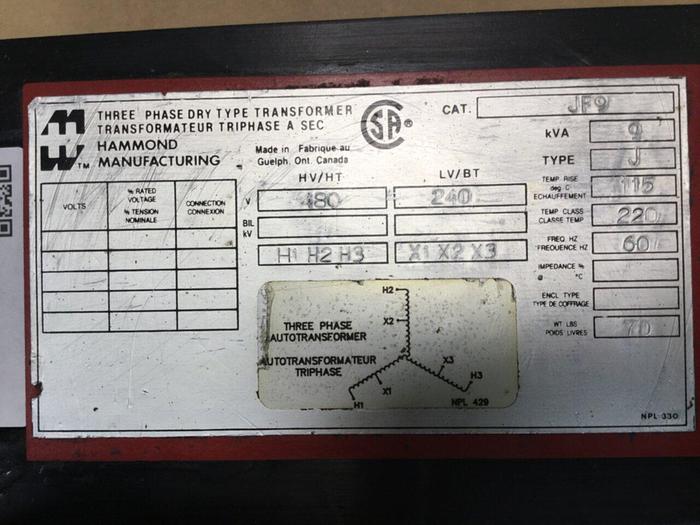 THREE PHASE DRY TYPE TRANSFORMER
TRANSFORMATEUR TRIPHASE A SEC
HAMMOND
MANUFACTURING
TM
Made in Fabrique au
Guelph, Ont. Canada
CSA
CAT. JF9
kVA 9
TYPE J
TEMP RISE
deg C
ECHAUFFEMENT
115
TEMP CLASS
CLASSE TEMP
220
FREQ. HZ
FREQUENCE HZ
60
IMPEDANCE %
@ °C
ENCL TYPE
TYPE DE COFFRAGE
WT LBS
POIDS LIVRES
70
HV/HT LV/BT
V 480 240
BIL
kV
H1 H2 H3 X1 X2 X3
VOLTS
% RATED
VOLTAGE
% TENSION
NOMINALE
CONNECTION
CONNEXION
THREE PHASE
AUTOTRANSFORMER
AUTOTRANSFORMATEUR
TRIPHASE
H2
X2
X3
H3
X1
H1
NPL 429
NPL 330